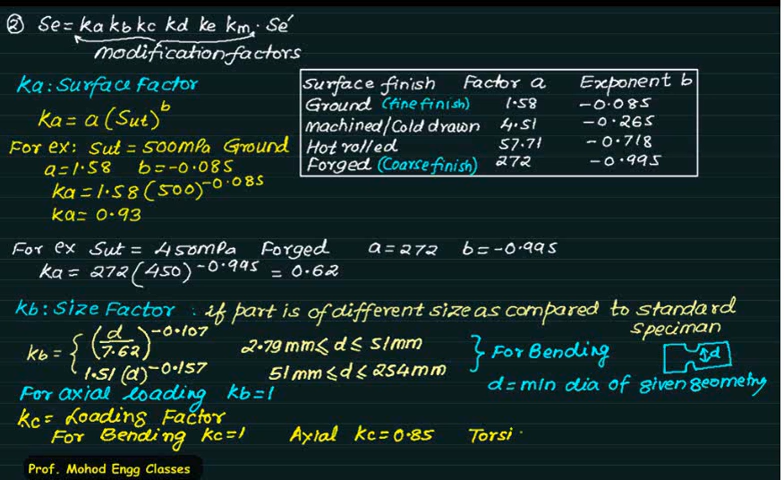 ② Se = ka kb kc kd ke km. Se'
modification factors
ka: Surface Factor
ka = a (Sut)^b
For ex: Sut = 500mPa Ground
a = 1.58 b = -0.085
ka = 1.58 (500)^-0.085
ka = 0.93
Surface finish Factor a Exponent b
Ground (fine finish) 1.58 -0.085
Machined/Cold drawn 4.51 -0.265
Hot rolled 57.71 -0.718
Forged (Coarse finish) 272 -0.995
For ex Sut = 450mPa Forged a = 272 b = -0.995
ka = 272 (450)^-0.995 = 0.62
kb: Size Factor : if part is of different size as compared to standard
speciman
kb = { (d/7.62)^-0.107 2.79 mm ≤ d ≤ 51mm
1.51 (d)^-0.157 51mm ≤ d ≤ 254mm } For Bending d
For axial loading kb = 1 d = min dia of given geometry
kc = Loading Factor
For Bending kc = 1 Axial kc = 0.85 Torsi
Prof. Mohod Engg Classes